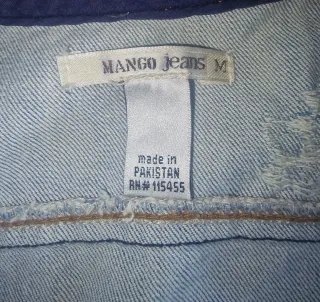 MANGO jeans M
made in
PAKISTAN
RN# 115455